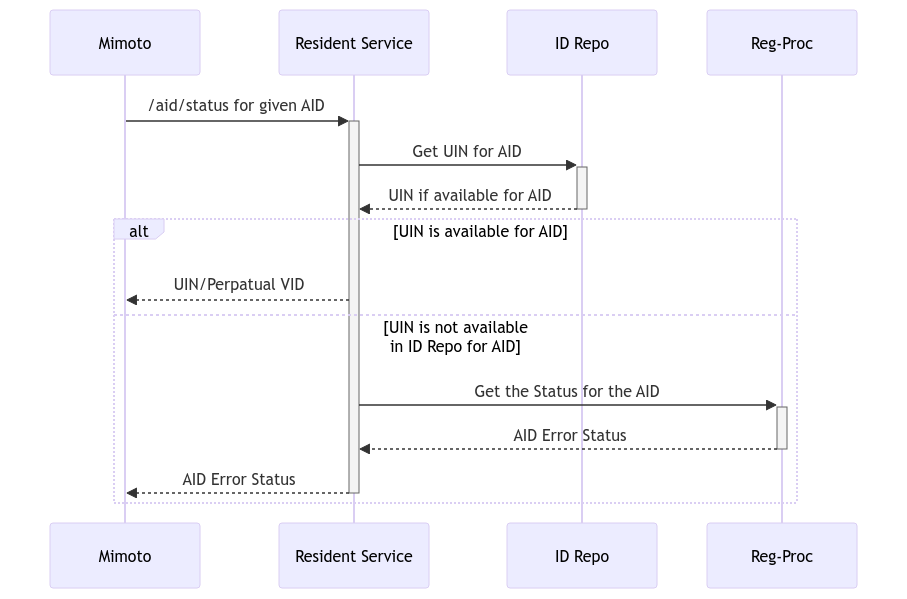 Mimoto
Resident Service
ID Repo
Reg-Proc
/aid/status for given AID
Get UIN for AID
UIN if available for AID
alt
[UIN is available for AID]
UIN/Perpatual VID
[UIN is not available
in ID Repo for AID]
Get the Status for the AID
AID Error Status
AID Error Status
Mimoto
Resident Service
ID Repo
Reg-Proc